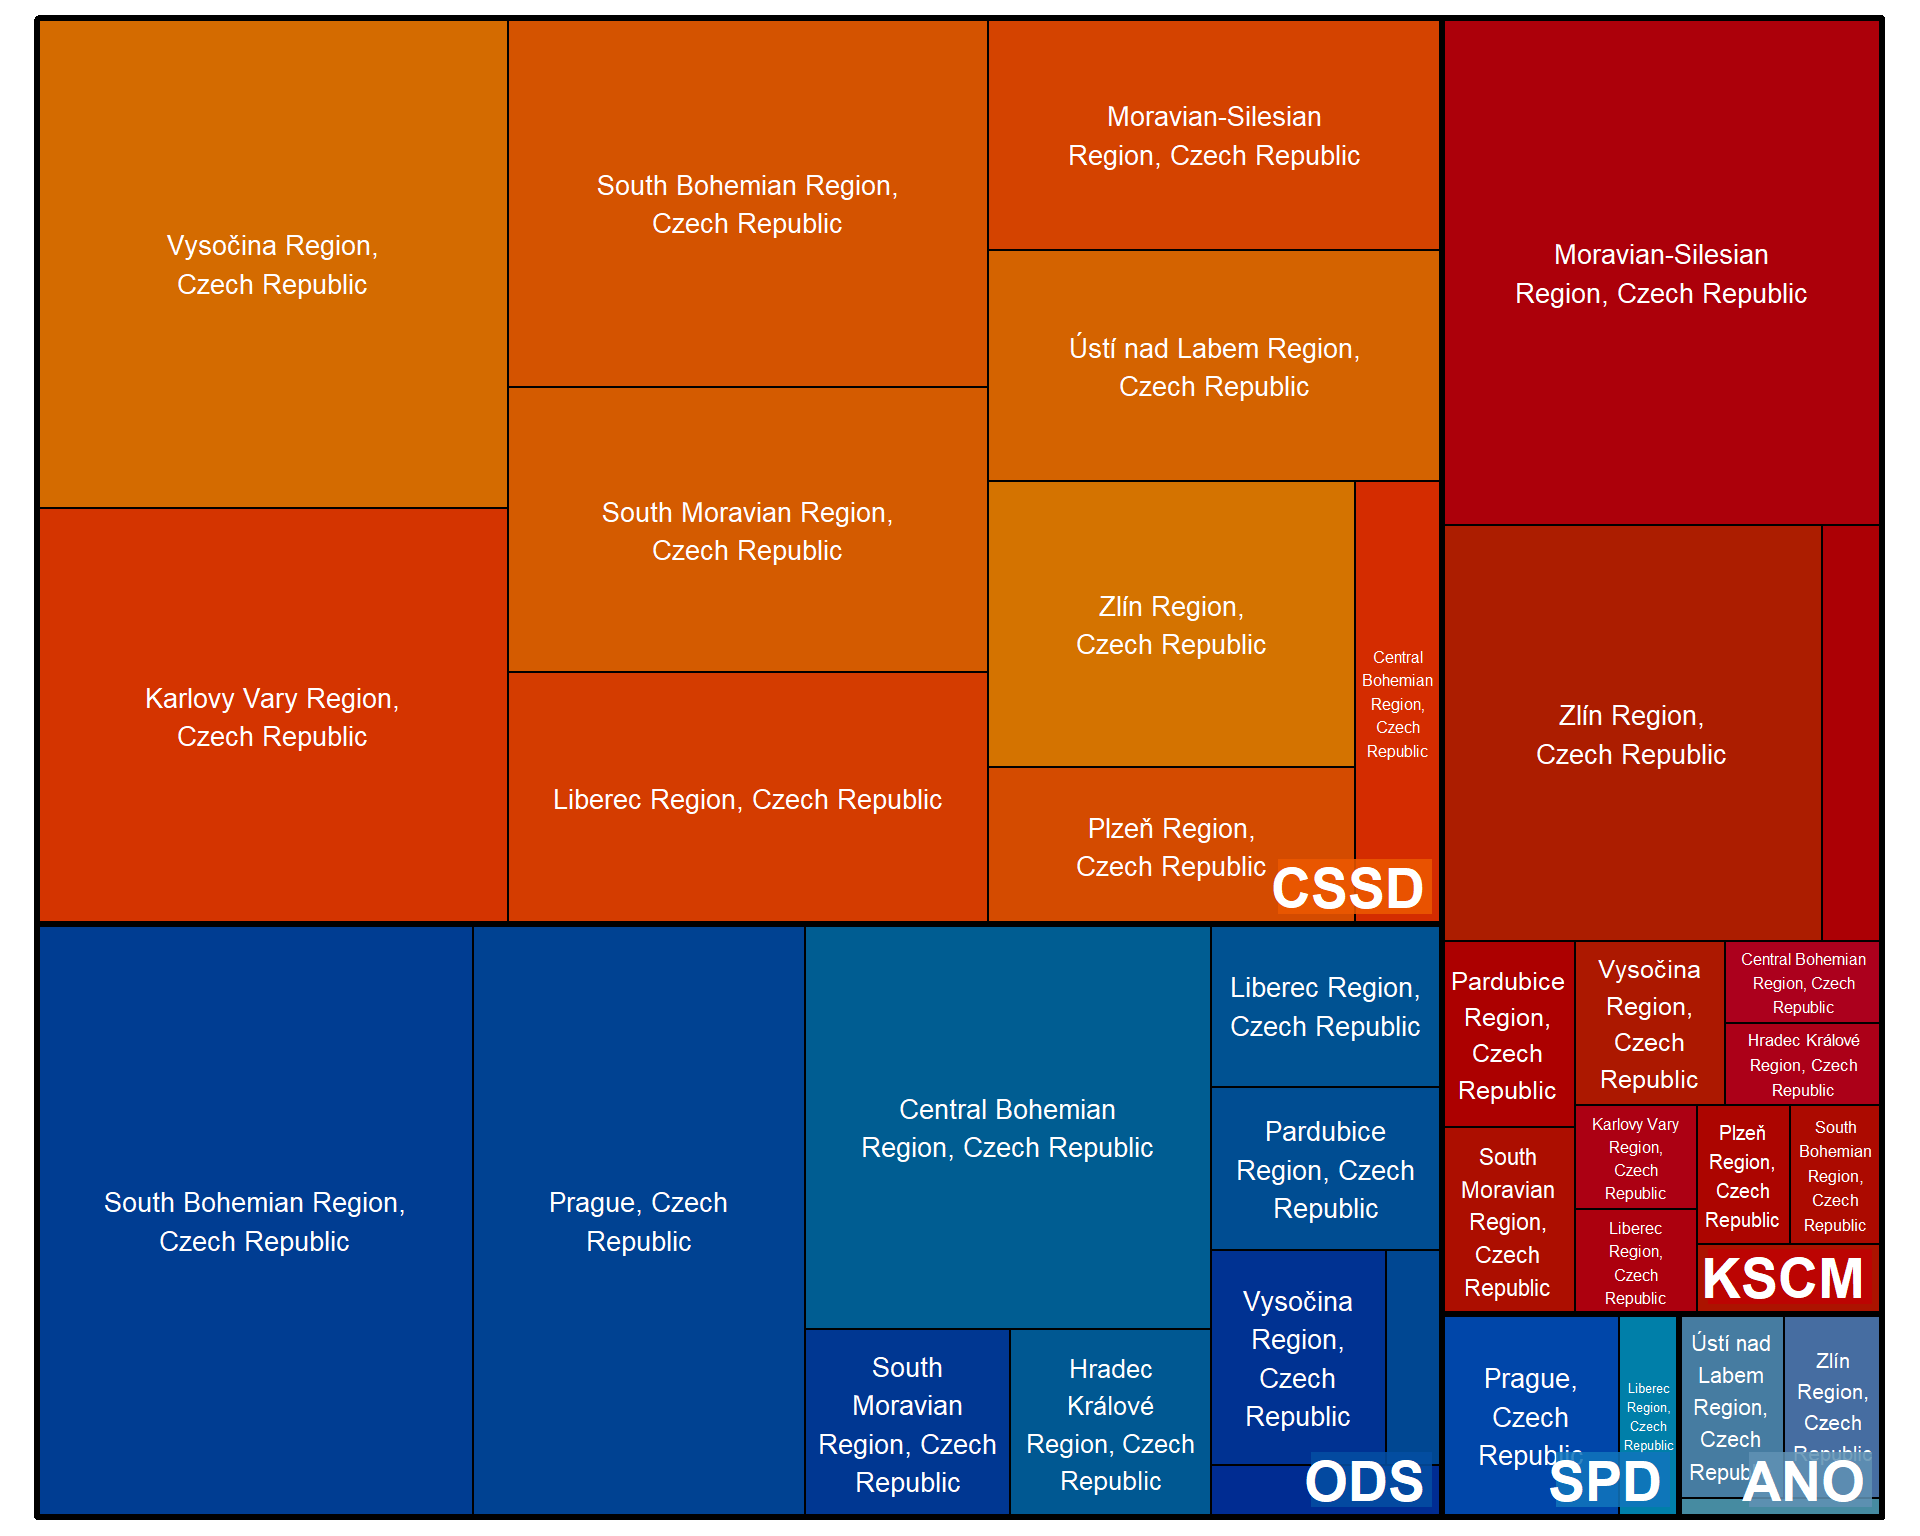 Vysočina Region,
Czech Republic
Karlovy Vary Region,
Czech Republic
South Bohemian Region,
Czech Republic
South Moravian Region,
Czech Republic
Liberec Region, Czech Republic
Moravian-Silesian
Region, Czech Republic
Ústí nad Labem Region,
Czech Republic
Zlín Region,
Czech Republic
Central
Bohemian
Region,
Czech
Republic
Plzeň Region,
Czech Republic
CSSD
Moravian-Silesian
Region, Czech Republic
Zlín Region,
Czech Republic
Pardubice
Region,
Czech
Republic
Vysočina
Region,
Czech
Republic
Central Bohemian
Region, Czech
Republic
Hradec Králové
Region, Czech
Republic
South
Moravian
Region,
Czech
Republic
Karlovy Vary
Region,
Czech
Republic
Liberec
Region,
Czech
Republic
Plzeň
Region,
Czech
Republic
South
Bohemian
Region,
Czech
Republic
KSCM
South Bohemian Region,
Czech Republic
Prague, Czech
Republic
Central Bohemian
Region, Czech Republic
South
Moravian
Region, Czech
Republic
Hradec
Králové
Region, Czech
Republic
Liberec Region,
Czech Republic
Pardubice
Region, Czech
Republic
Vysočina
Region,
Czech
Republic
ODS
Prague,
Czech
Republic
Liberec
Region,
Czech
Republic
SPD
Ústí nad
Labem
Region,
Czech
Republic
Zlín
Region,
Czech
Republic
ANO